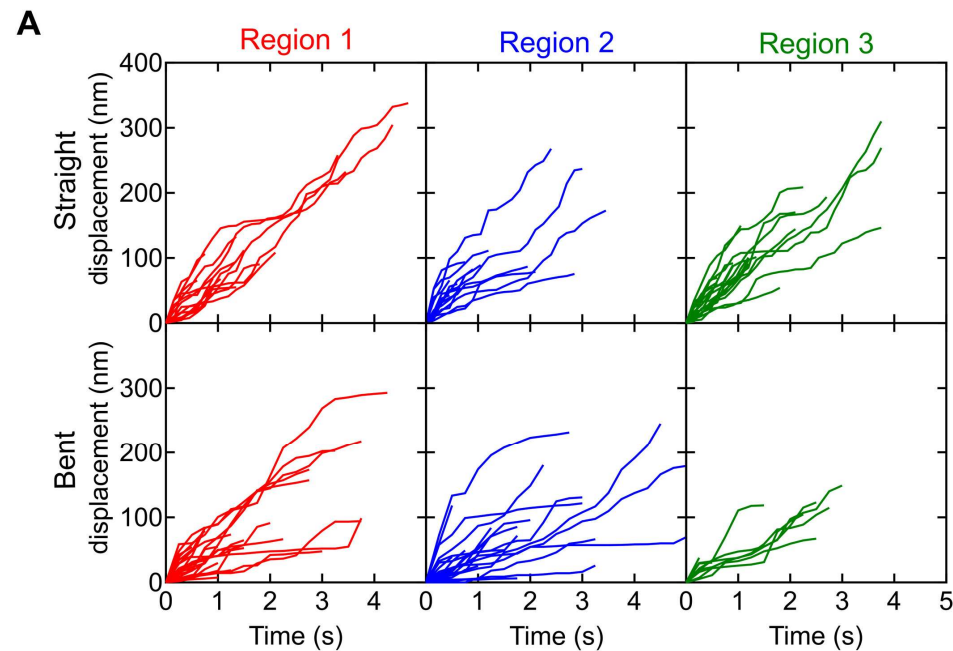 A
Region 1 Region 2 Region 3
Straight
displacement (nm)
400
300
200
100
0
Bent
displacement (nm)
300
200
100
0
0 1 2 3 4 0 1 2 3 4 0 1 2 3 4 5
Time (s) Time (s) Time (s)